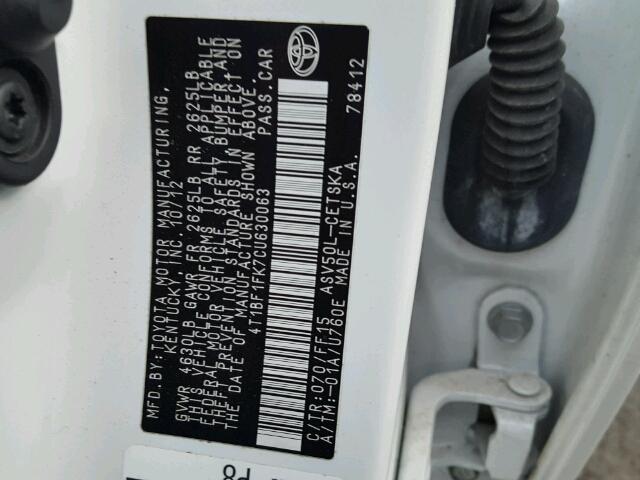 MFD.BY:TOYOTA MOTOR MANUFACTURING,
KENTUCKY, INC. 10/12
GVWR 4630LB GAWR FR 2625LB RR 2625LB
THIS VEHICLE CONFORMS TO ALL APPLICABLE
FEDERAL MOTOR VEHICLE SAFETY, BUMPER, AND
THEFT PREVENTION STANDARDS IN EFFECT ON
THE DATE OF MANUFACTURE SHOWN ABOVE.
4T1BF1FK7CU630063 PASS.CAR
C/TR:070/FF15 ASV50L-CETSKA
A/TM:-01A/U760E MADE IN U.S.A.
78412